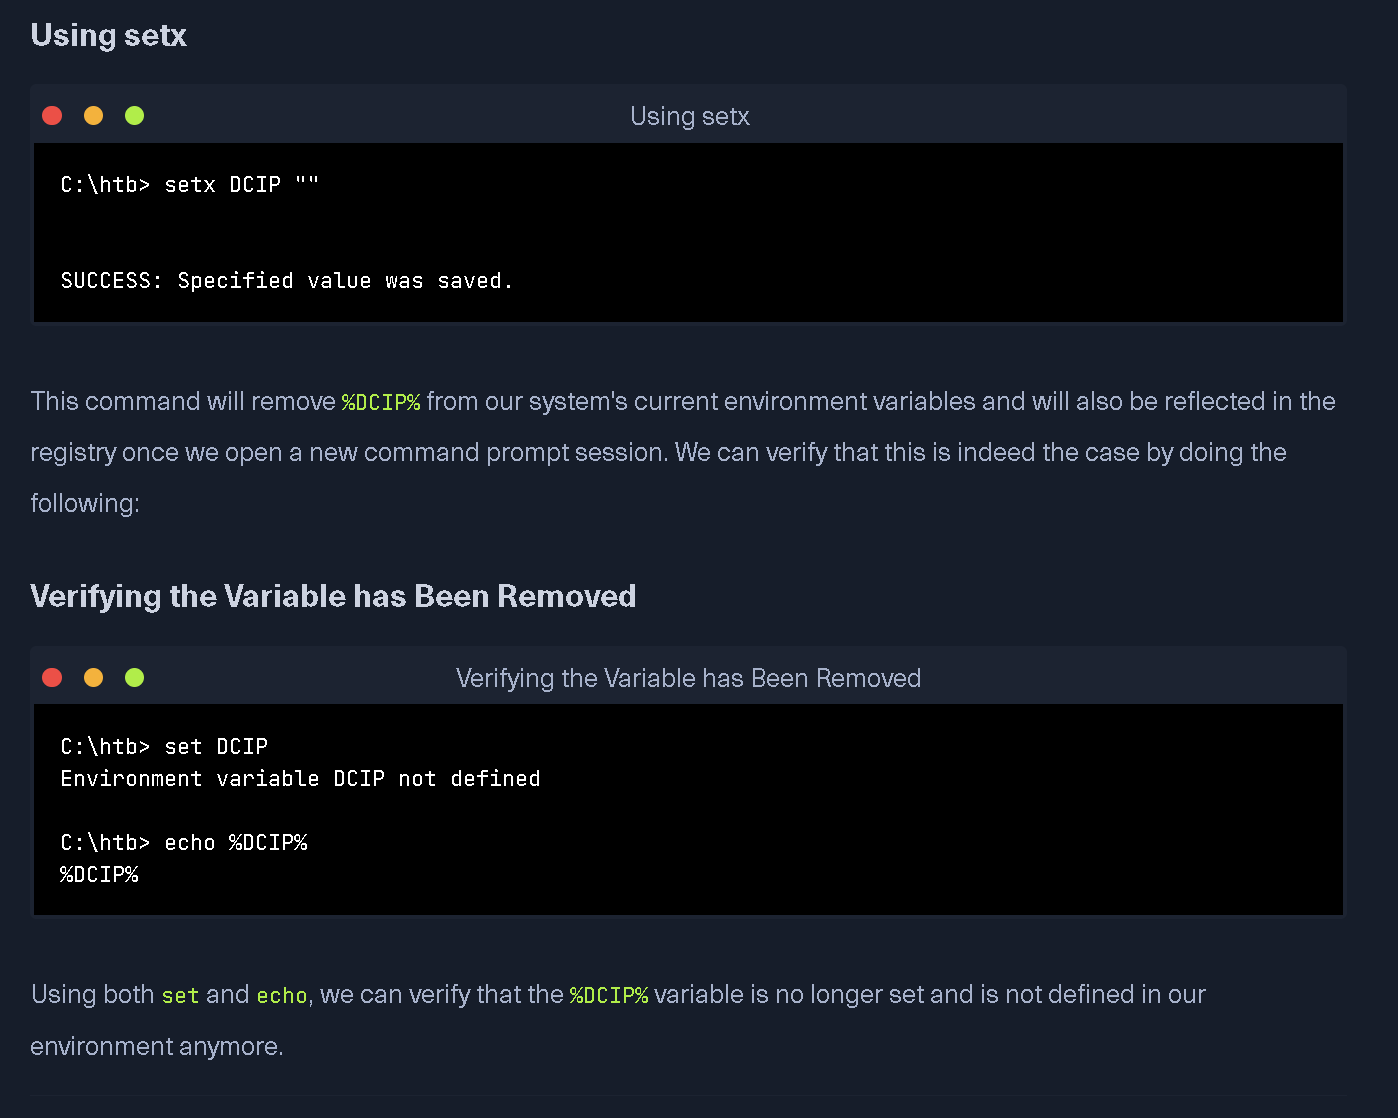 Using setx
Using setx
C:\htb> setx DCIP ""
SUCCESS: Specified value was saved.
This command will remove %DCIP% from our system's current environment variables and will also be reflected in the
registry once we open a new command prompt session. We can verify that this is indeed the case by doing the
following:
Verifying the Variable has Been Removed
Verifying the Variable has Been Removed
C:\htb> set DCIP
Environment variable DCIP not defined
C:\htb> echo %DCIP%
%DCIP%
Using both set and echo, we can verify that the %DCIP% variable is no longer set and is not defined in our
environment anymore.